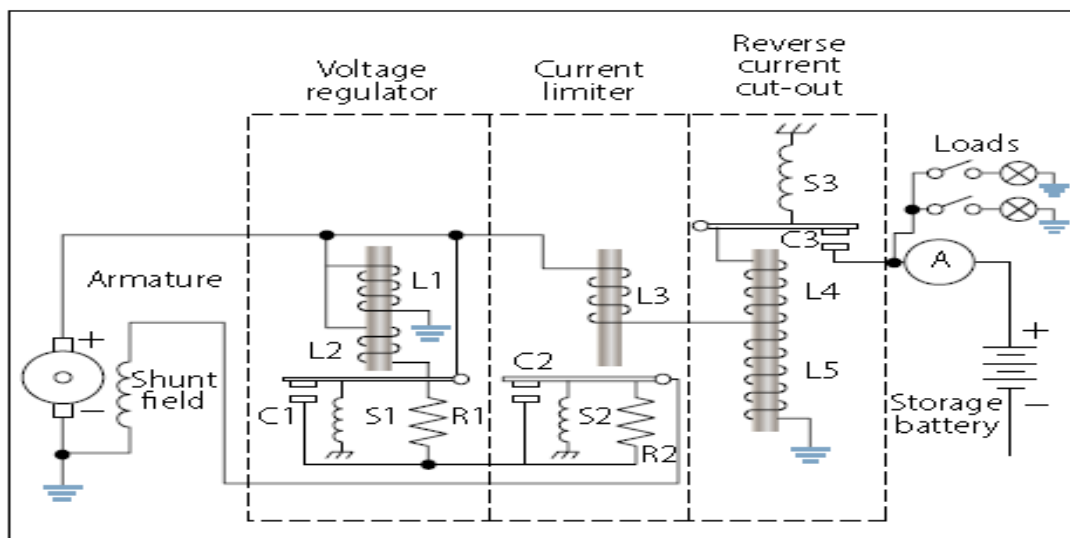 Voltage
regulator
Current
limiter
Reverse
current
cut-out
Loads
S3
C3
A
Armature
L1
L3
L4
L2
C2
L5
+
+
Shunt
field
C1
S1
R1
S2
R2
Storage
battery
−
−